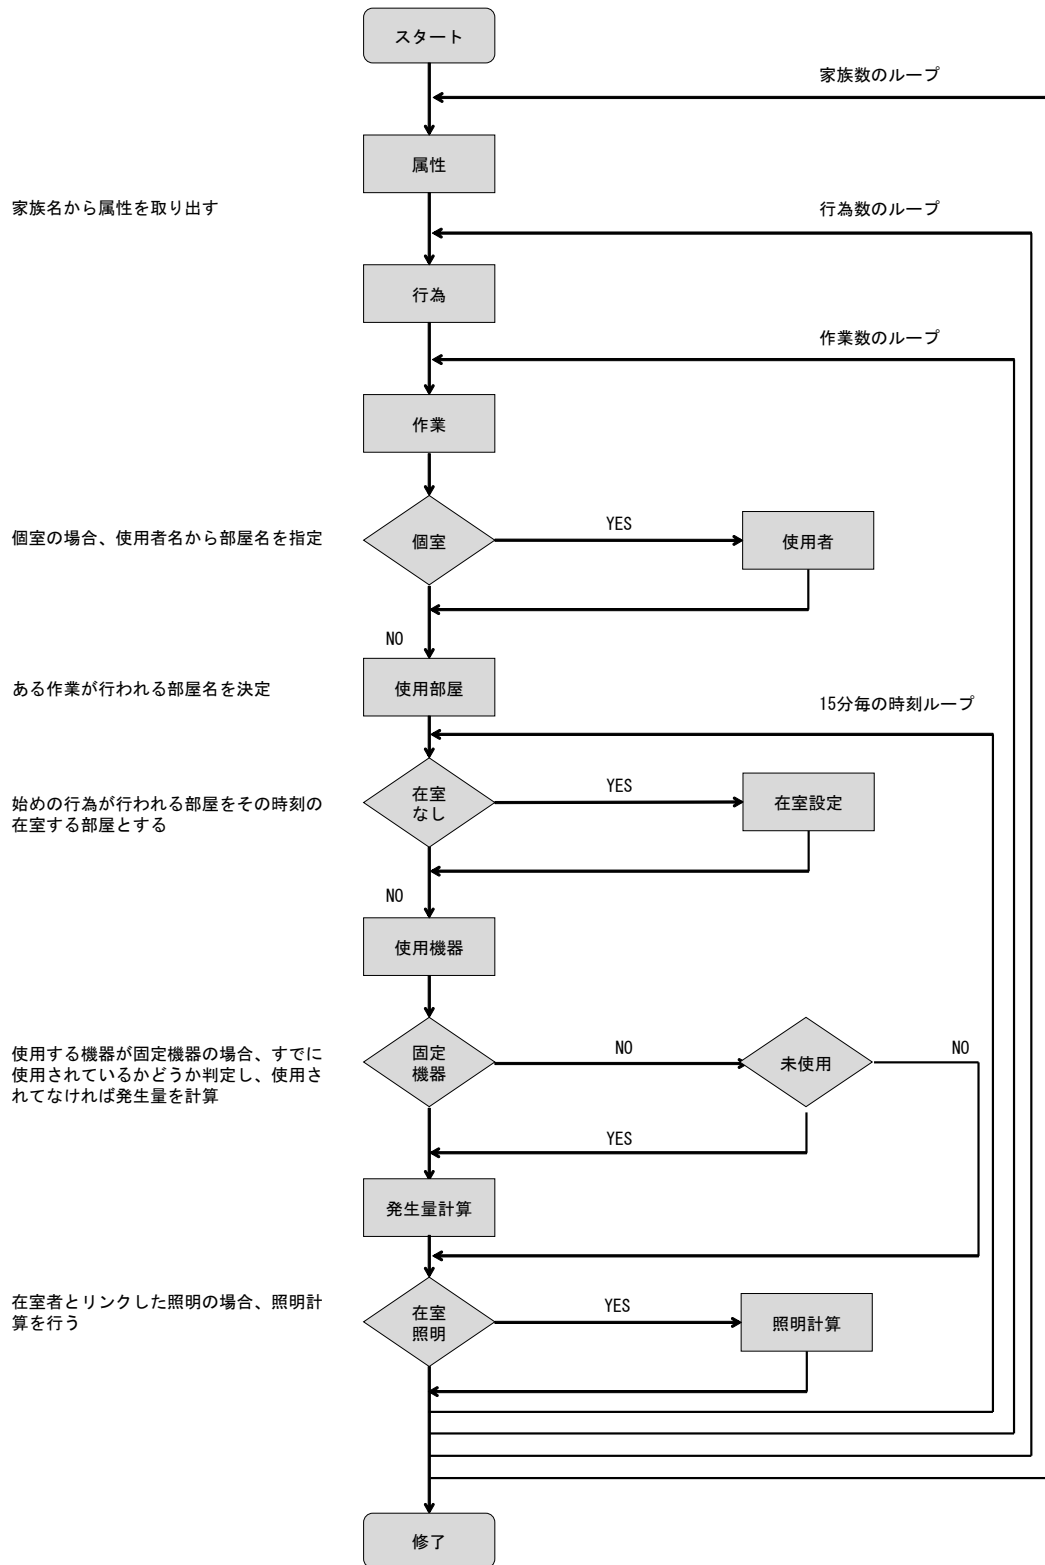 スタート
家族数のループ
属性
家族名から属性を取り出す
行為数のループ
行為
作業数のループ
作業
個室の場合、使用者名から部屋名を指定
個室
YES
使用者
NO
ある作業が行われる部屋名を決定
使用部屋
15分毎の時刻ループ
始めの行為が行われる部屋をその時刻の
在室する部屋とする
在室
なし
YES
在室設定
NO
使用機器
使用する機器が固定機器の場合、すでに
使用されているかどうか判定し、使用さ
れてなければ発生量を計算
固定
機器
NO
未使用
NO
YES
発生量計算
在室者とリンクした照明の場合、照明計
算を行う
在室
照明
YES
照明計算
修了